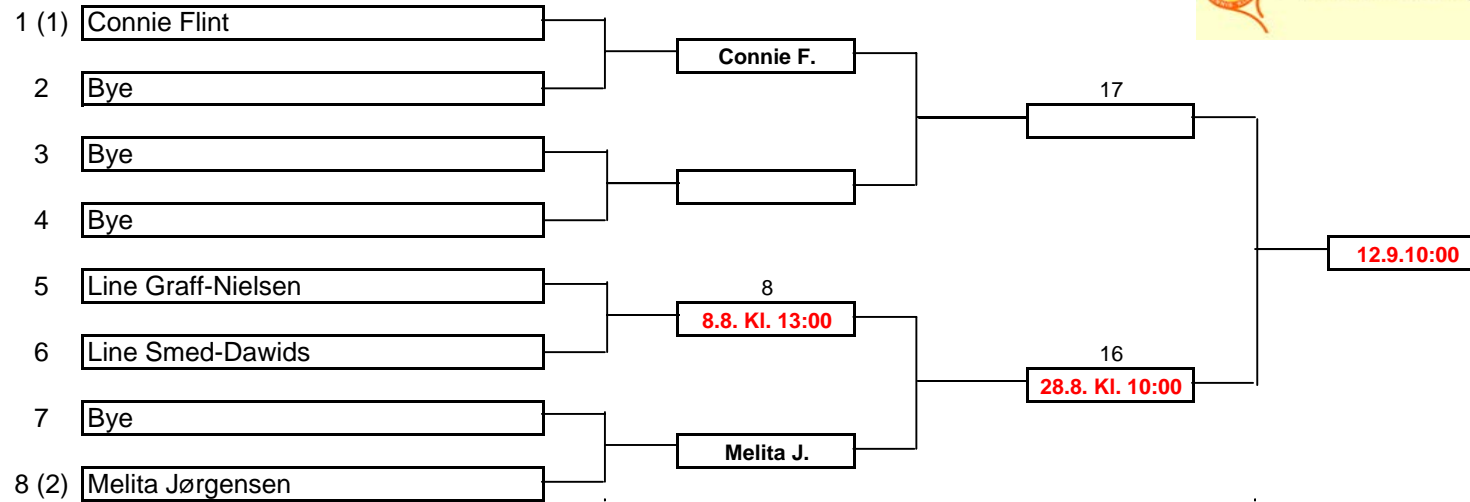 1 (1) Connie Flint
Connie F.
2 Bye
17
3 Bye
4 Bye
12.9.10:00
5 Line Graff-Nielsen
8
8.8. Kl. 13:00
6 Line Smed-Dawids
16
28.8. Kl. 10:00
7 Bye
Melita J.
8 (2) Melita Jørgensen